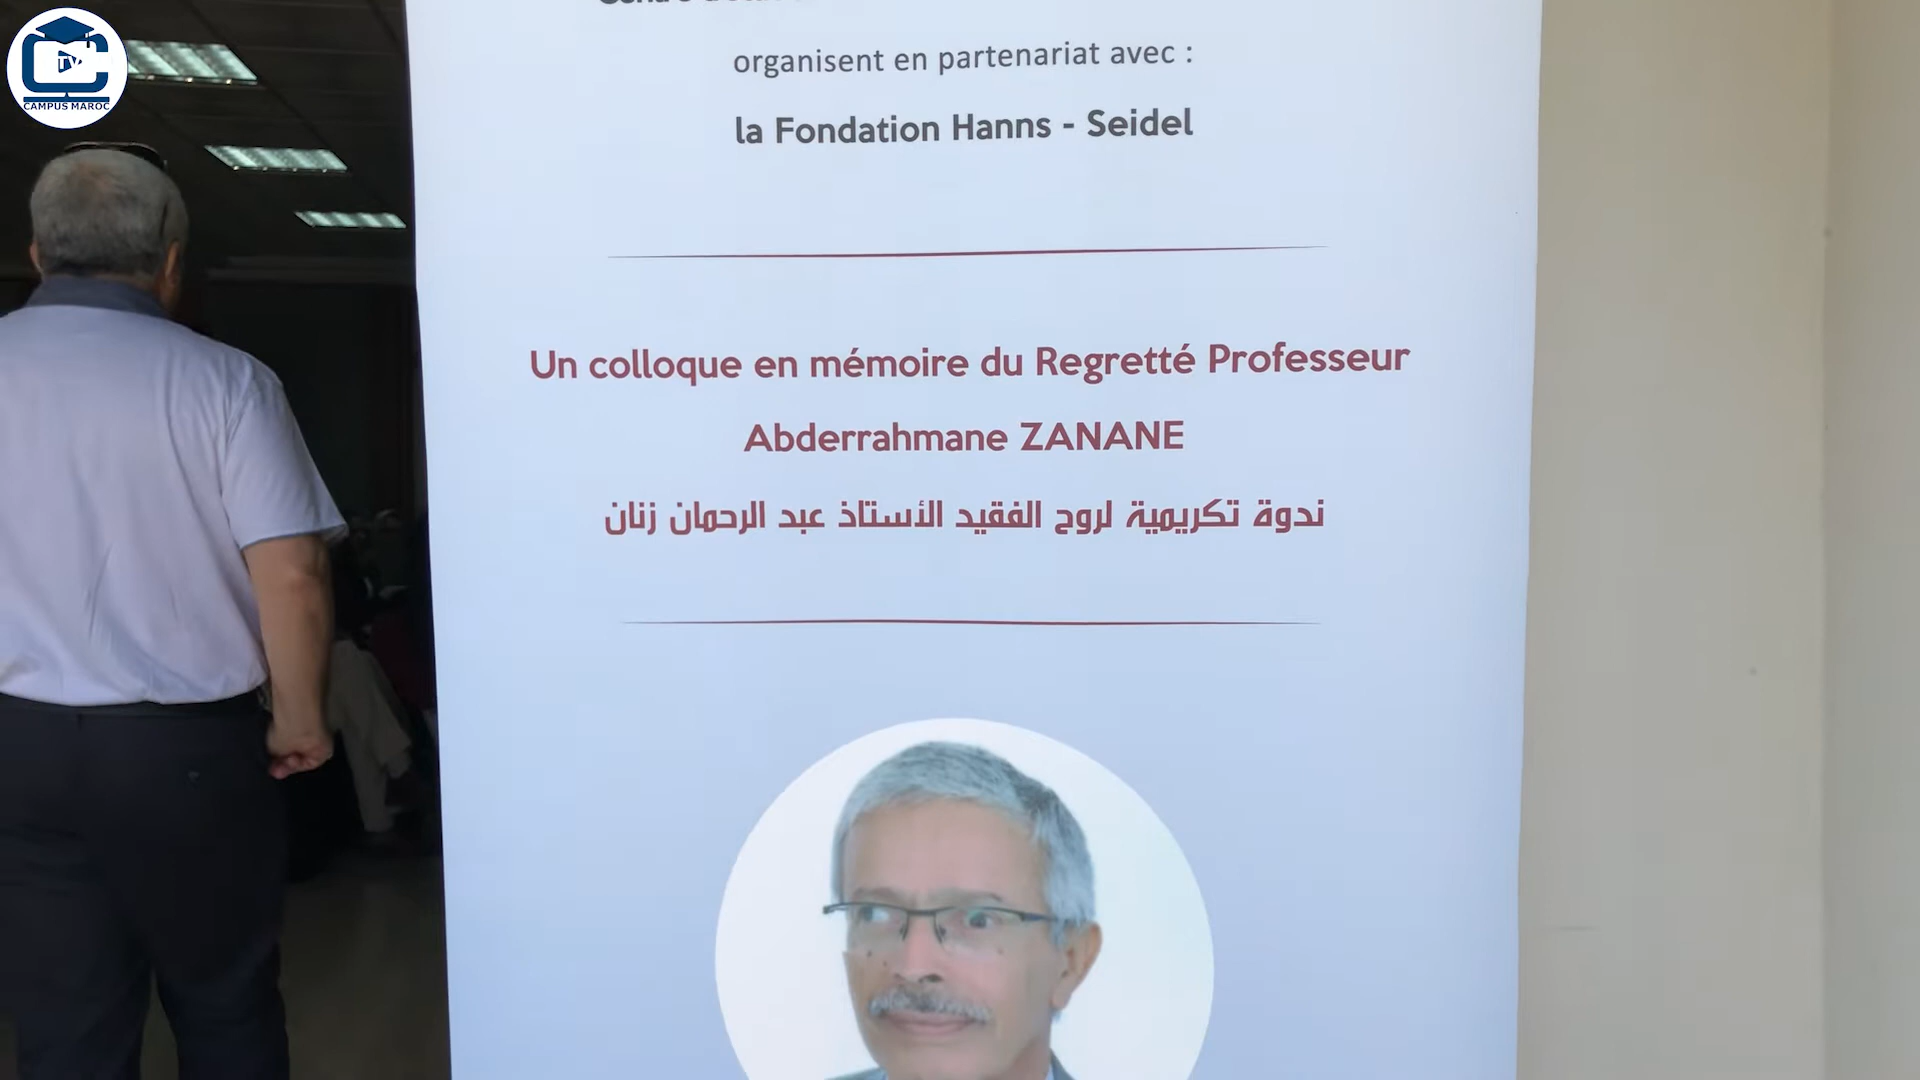 TV
CAMPUS MAROC
organisent en partenariat avec :
la Fondation Hanns - Seidel
Un colloque en mémoire du Regretté Professeur
Abderrahmane ZANANE
ندوة تكريمية لروح الفقيد الأستاذ عبد الرحمان زنان